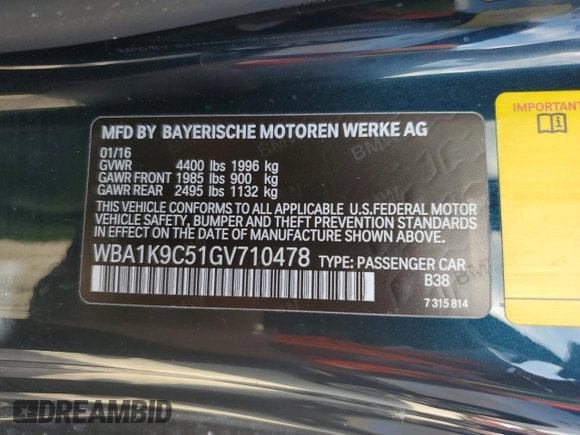 MFD BY BAYERISCHE MOTOREN WERKE AG
01/16
GVWR 4400 lbs 1996 kg
GAWR FRONT 1985 lbs 900 kg
GAWR REAR 2495 lbs 1132 kg
THIS VEHICLE CONFORMS TO ALL APPLICABLE U.S.FEDERAL MOTOR
VEHICLE SAFETY, BUMPER AND THEFT PREVENTION STANDARDS
IN EFFECT ON THE DATE OF MANUFACTURE SHOWN ABOVE.
WBA1K9C51GV710478 TYPE: PASSENGER CAR
B38
7 315 814
IMPORTANT
DREAMBID